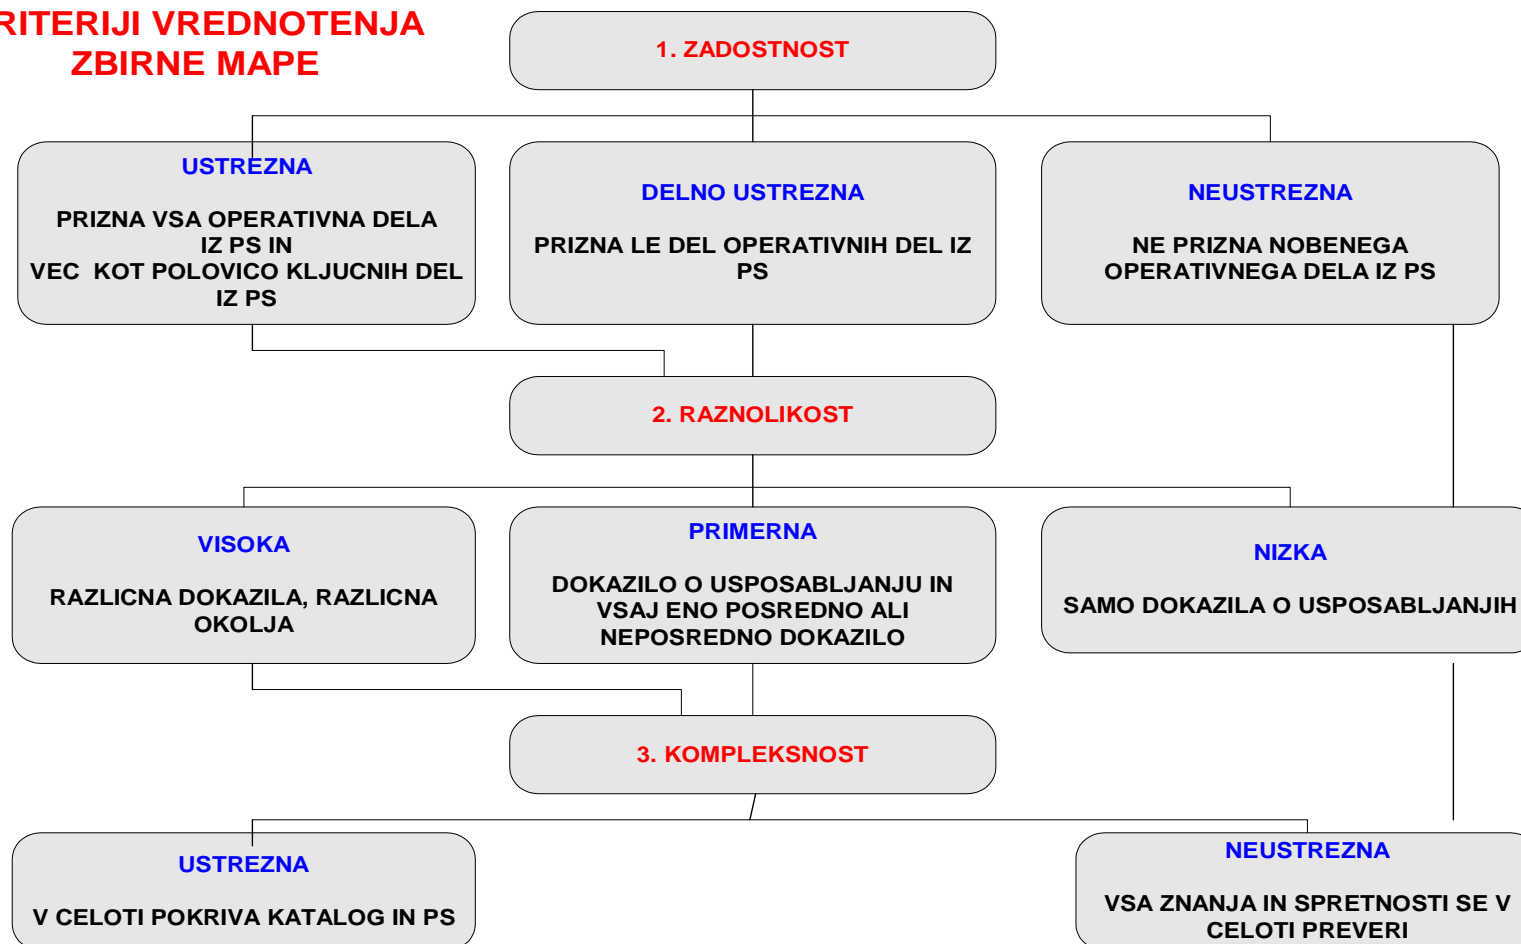 RITERIJI VREDNOTENJA
ZBIRNE MAPE
1. ZADOSTNOST
USTREZNA
PRIZNA VSA OPERATIVNA DELA
IZ PS IN
VEC KOT POLOVICO KLJUCNIH DEL
IZ PS
DELNO USTREZNA
PRIZNA LE DEL OPERATIVNIH DEL IZ
PS
NEUSTREZNA
NE PRIZNA NOBENEGA
OPERATIVNEGA DELA IZ PS
2. RAZNOLIKOST
VISOKA
RAZLICNA DOKAZILA, RAZLICNA
OKOLJA
PRIMERNA
DOKAZILO O USPOSABLJANJU IN
VSAJ ENO POSREDNO ALI
NEPOSREDNO DOKAZILO
NIZKA
SAMO DOKAZILA O USPOSABLJANJIH
3. KOMPLEKSNOST
USTREZNA
V CELOTI POKRIVA KATALOG IN PS
NEUSTREZNA
VSA ZNANJA IN SPRETNOSTI SE V
CELOTI PREVERI